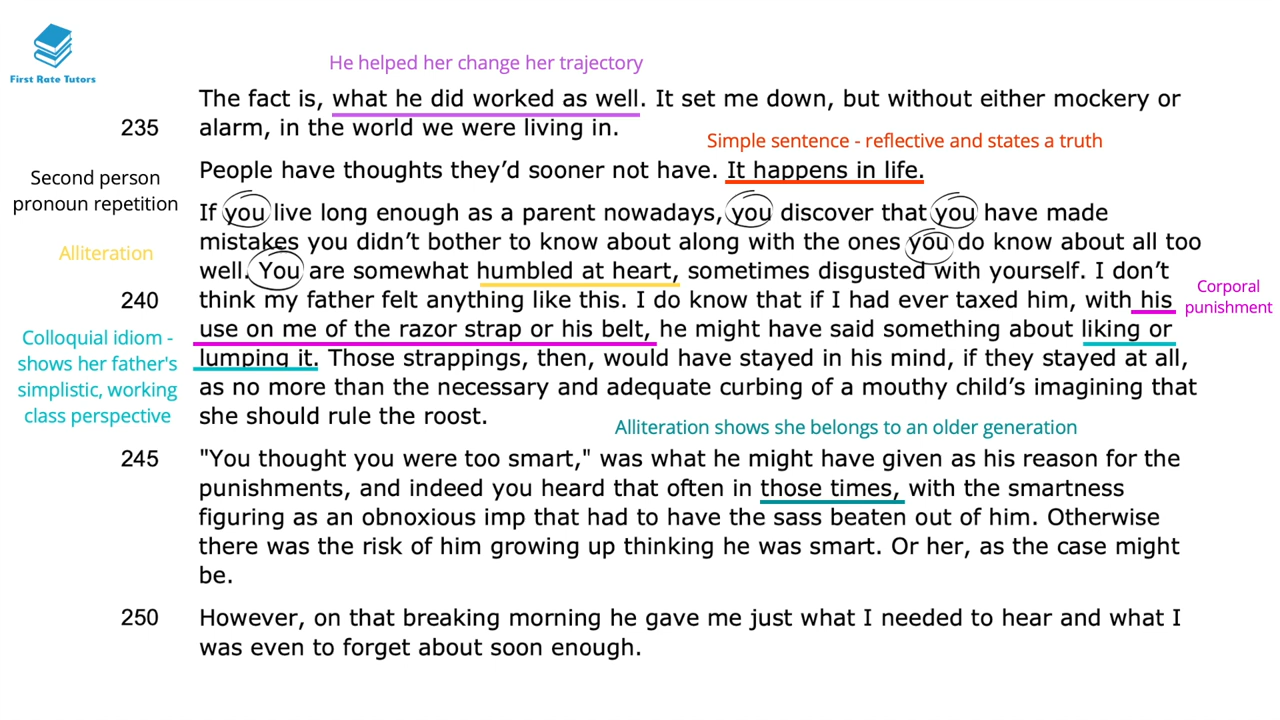 First Rate Tutors
He helped her change her trajectory
The fact is, what he did worked as well. It set me down, but without either mockery or
235 alarm, in the world we were living in.
Simple sentence - reflective and states a truth
People have thoughts they’d sooner not have. It happens in life.
Second person
pronoun repetition
If you live long enough as a parent nowadays, you discover that you have made
mistakes you didn’t bother to know about along with the ones you do know about all too
Alliteration
well. You are somewhat humbled at heart, sometimes disgusted with yourself. I don’t
240 think my father felt anything like this. I do know that if I had ever taxed him, with his
Corporal
punishment
use on me of the razor strap or his belt, he might have said something about liking or
Colloquial idiom -
shows her father's
simplistic, working
class perspective
lumping it. Those strappings, then, would have stayed in his mind, if they stayed at all,
as no more than the necessary and adequate curbing of a mouthy child’s imagining that
she should rule the roost.
Alliteration shows she belongs to an older generation
245 "You thought you were too smart," was what he might have given as his reason for the
punishments, and indeed you heard that often in those times, with the smartness
figuring as an obnoxious imp that had to have the sass beaten out of him. Otherwise
there was the risk of him growing up thinking he was smart. Or her, as the case might
be.
250 However, on that breaking morning he gave me just what I needed to hear and what I
was even to forget about soon enough.